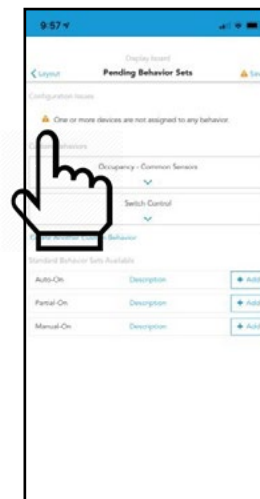 9:57
Display board
Layout
Pending Behavior Sets
Configuration Issues
One or more devices are not assigned to any behavior.
Occupancy - Common Sensors
Switch Control
Behavior
Standard Behavior Sets Available
Auto-On
Description
+ Add
Partial-On
Description
+ Add
Manual-On
Description
+ Add